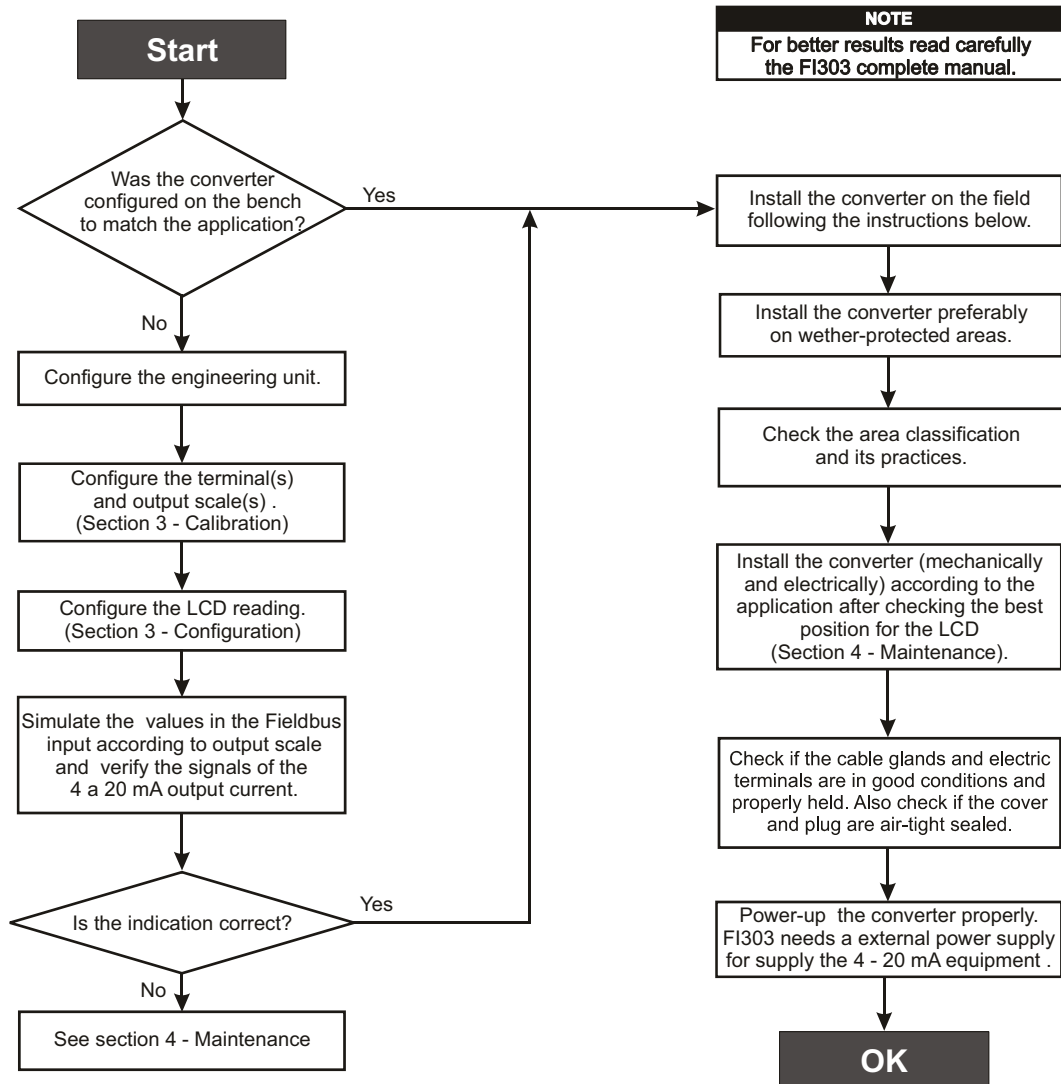 Start
Was the converter
configured on the bench
to match the application?
Yes
No
Configure the engineering unit.
Configure the terminal(s)
and output scale(s) .
(Section 3 - Calibration)
Configure the LCD reading.
(Section 3 - Configuration)
Simulate the values in the Fieldbus
input according to output scale
and verify the signals of the
4 a 20 mA output current.
Is the indication correct?
Yes
No
See section 4 - Maintenance
NOTE
For better results read carefully
the FI303 complete manual.
Install the converter on the field
following the instructions below.
Install the converter preferably
on wether-protected areas.
Check the area classification
and its practices.
Install the converter (mechanically
and electrically) according to the
application after checking the best
position for the LCD
(Section 4 - Maintenance).
Check if the cable glands and electric
terminals are in good conditions and
properly held. Also check if the cover
and plug are air-tight sealed.
Power-up the converter properly.
FI303 needs a external power supply
for supply the 4 - 20 mA equipment .
OK